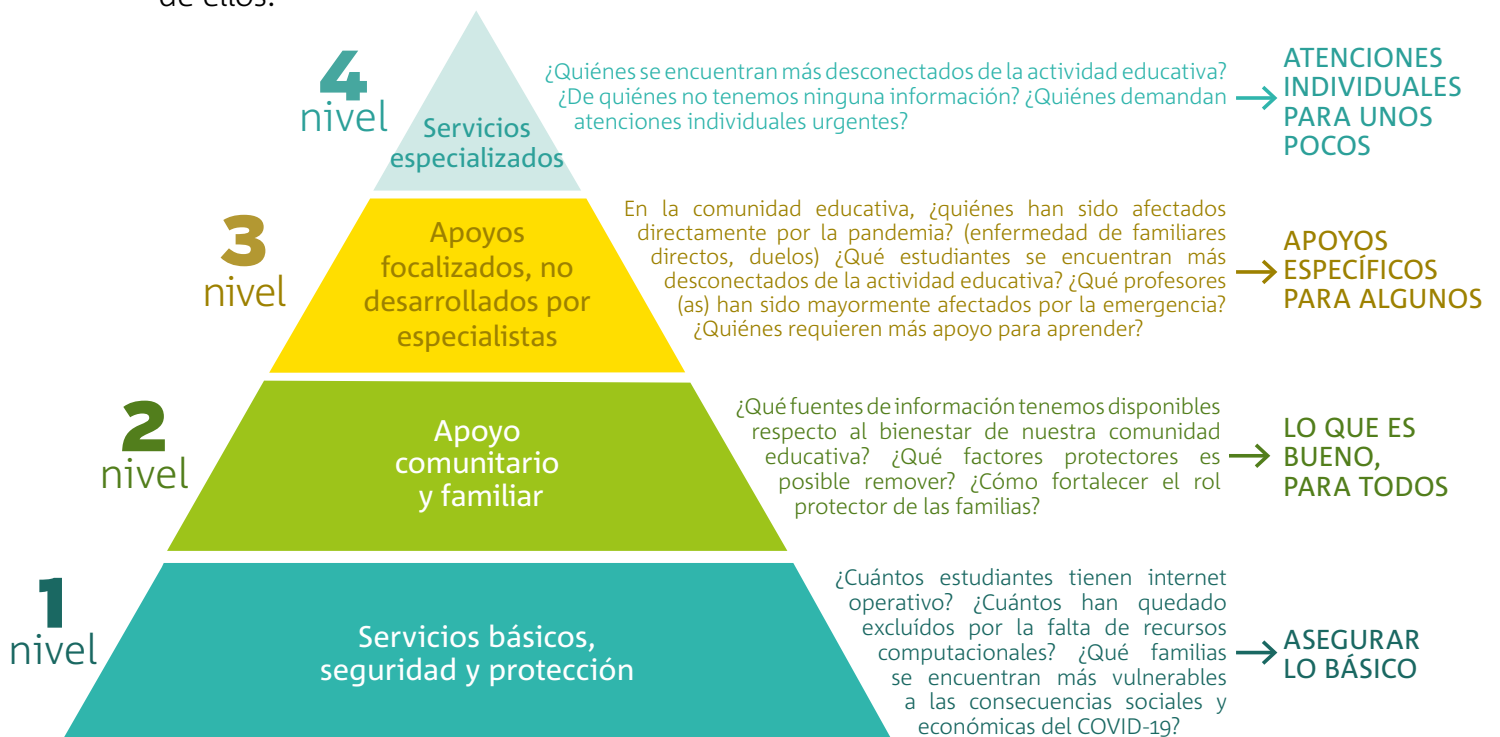 de ellos.
4
nivel
Servicios
especializados
¿Quiénes se encuentran más desconectados de la actividad educativa?
¿De quiénes no tenemos ninguna información? ¿Quiénes demandan
atenciones individuales urgentes?
ATENCIONES
INDIVIDUALES
PARA UNOS
POCOS
3
nivel
Apoyos
focalizados, no
desarrollados por
especialistas
En la comunidad educativa, ¿quiénes han sido afectados
directamente por la pandemia? (enfermedad de familiares
directos, duelos) ¿Qué estudiantes se encuentran más
desconectados de la actividad educativa? ¿Qué profesores
(as) han sido mayormente afectados por la emergencia?
¿Quiénes requieren más apoyo para aprender?
APOYOS
ESPECÍFICOS
PARA ALGUNOS
2
nivel
Apoyo
comunitario
y familiar
¿Qué fuentes de información tenemos disponibles
respecto al bienestar de nuestra comunidad
educativa? ¿Qué factores protectores es
posible remover? ¿Cómo fortalecer el rol
protector de las familias?
LO QUE ES
BUENO,
PARA TODOS
1
nivel
Servicios básicos,
seguridad y protección
¿Cuántos estudiantes tienen internet
operativo? ¿Cuántos han quedado
excluídos por la falta de recursos
computacionales? ¿Qué familias
se encuentran más vulnerables
a las consecuencias sociales y
económicas del COVID-19?
ASEGURAR
LO BÁSICO